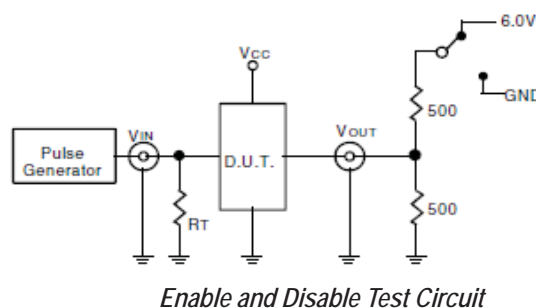 6.0V
VCC
GND
500
VIN
VOUT
Pulse
Generator
D.U.T.
RT
500
Enable and Disable Test Circuit